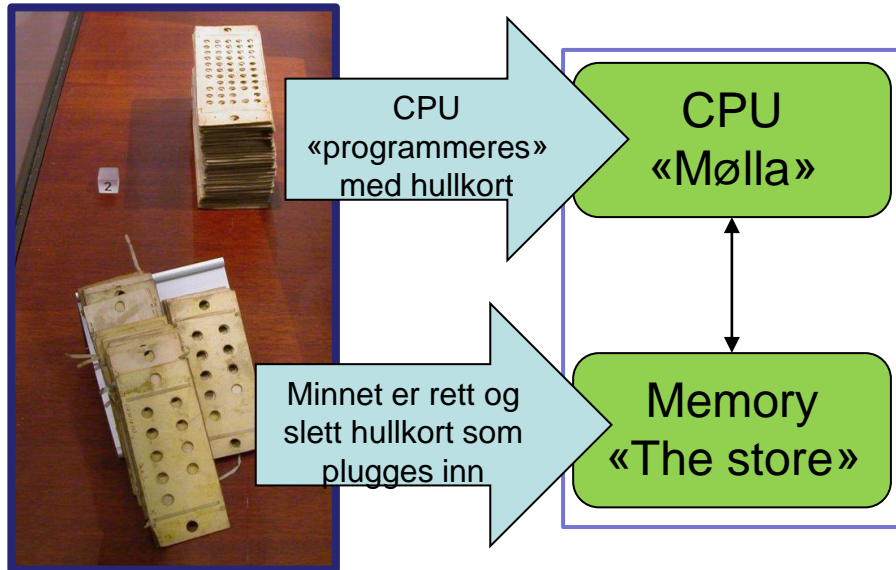 2
CPU
«programmeres»
med hullkort
CPU
«Mølla»
Minnet er rett og
slett hullkort som
plugges inn
Memory
«The store»